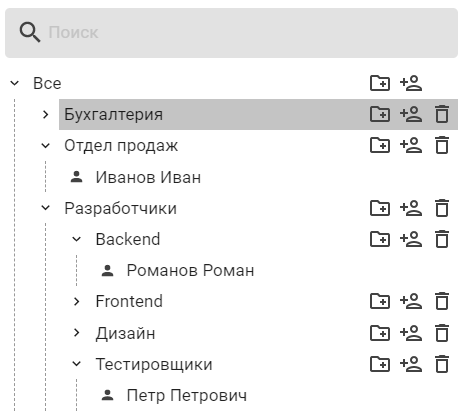 Поиск
Все
Бухгалтерия
Отдел продаж
Иванов Иван
Разработчики
Backend
Романов Роман
Frontend
Дизайн
Тестировщики
Петр Петрович